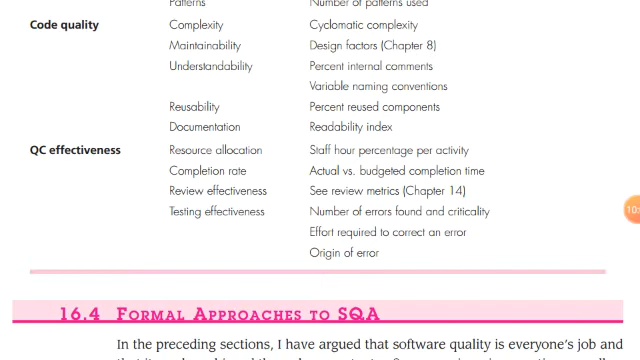 Patterns Number of patterns used
Code quality Complexity Cyclomatic complexity
Maintainability Design factors (Chapter 8)
Understandability Percent internal comments
Variable naming conventions
Reusability Percent reused components
Documentation Readability index
QC effectiveness Resource allocation Staff hour percentage per activity
Completion rate Actual vs. budgeted completion time
Review effectiveness See review metrics (Chapter 14)
Testing effectiveness Number of errors found and criticality
Effort required to correct an error
Origin of error
16.4 FORMAL APPROACHES TO SQA
In the preceding sections, I have argued that software quality is everyone's job and